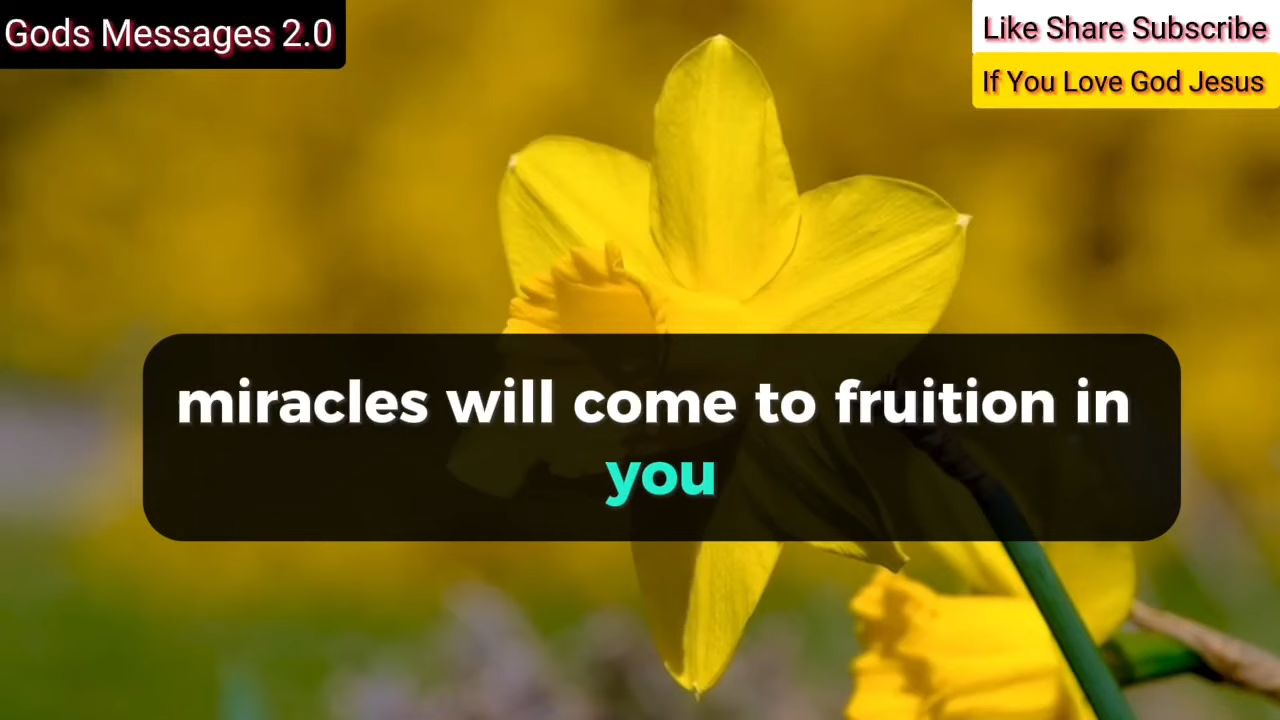 Gods Messages 2.0
Like Share Subscribe
If You Love God Jesus
miracles will come to fruition in
you